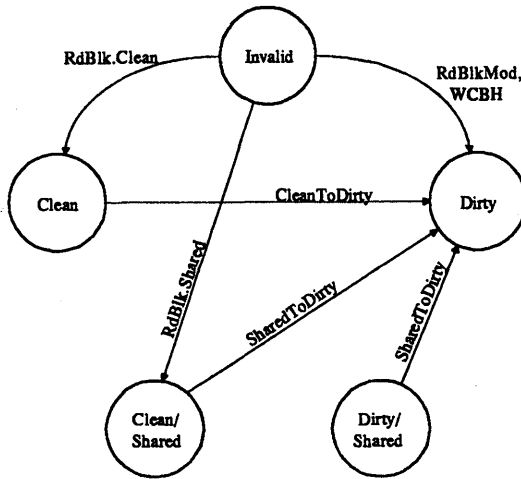 RdBlk.Clean
Invalid
RdBlkMod,
WCBH
Clean
CleanToDirty
Dirty
RdBlk.Shared
SharedToDirty
SharedToDirty
Clean/
Shared
Dirty/
Shared